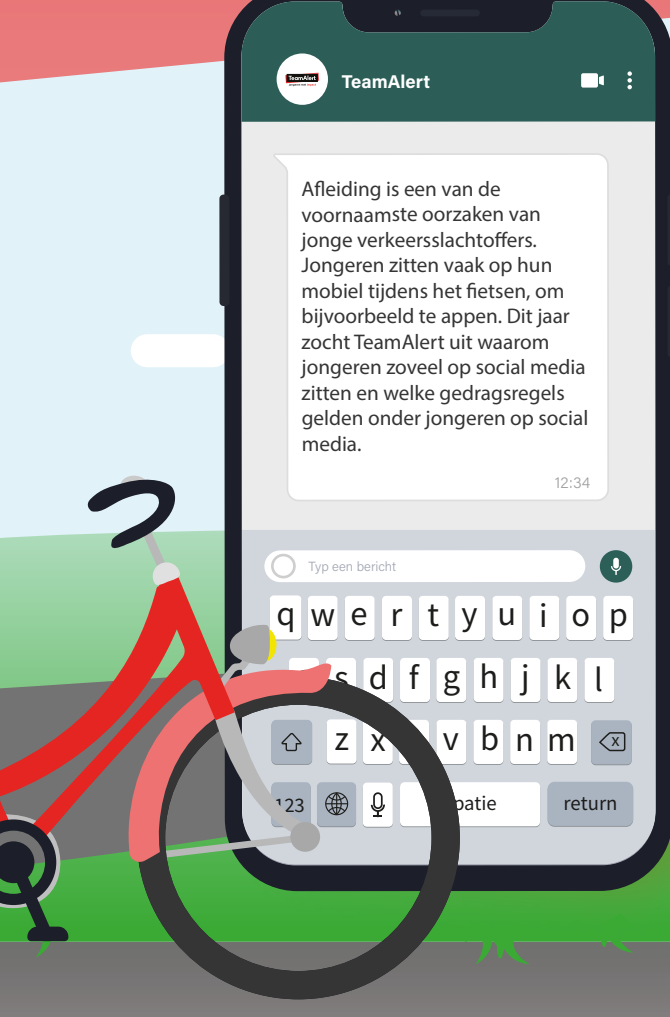 TeamAlert
TeamAlert
Afleiding is een van de
voornaamste oorzaken van
jonge verkeersslachtoffers.
Jongeren zitten vaak op hun
mobiel tijdens het fietsen, om
bijvoorbeeld te appen. Dit jaar
zocht TeamAlert uit waarom
jongeren zoveel op social media
zitten en welke gedragsregels
gelden onder jongeren op social
media.
12:34
Typ een bericht
q w e r t y u i o p
s d f g h j k l
z x v b n m x
123 patie return